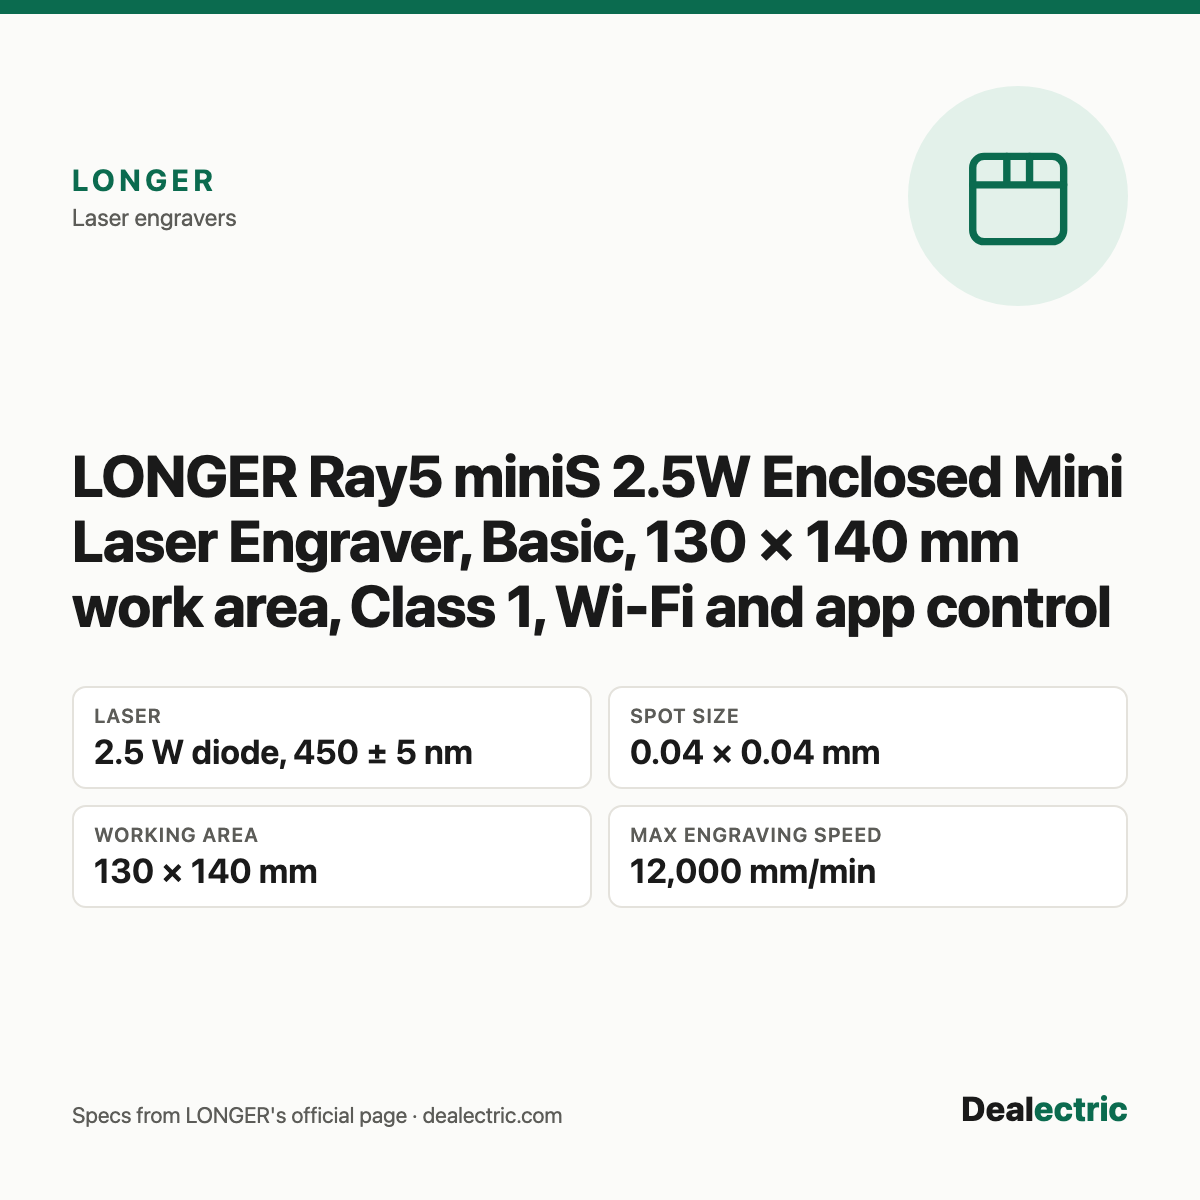 LONGER
Laser engravers
LONGER Ray5 miniS 2.5W Enclosed Mini
Laser Engraver, Basic, 130 × 140 mm
work area, Class 1, Wi-Fi and app control
LASER
2.5 W diode, 450 ± 5 nm
SPOT SIZE
0.04 × 0.04 mm
WORKING AREA
130 × 140 mm
MAX ENGRAVING SPEED
12,000 mm/min
Specs from LONGER's official page · dealectric.com
Dealectric